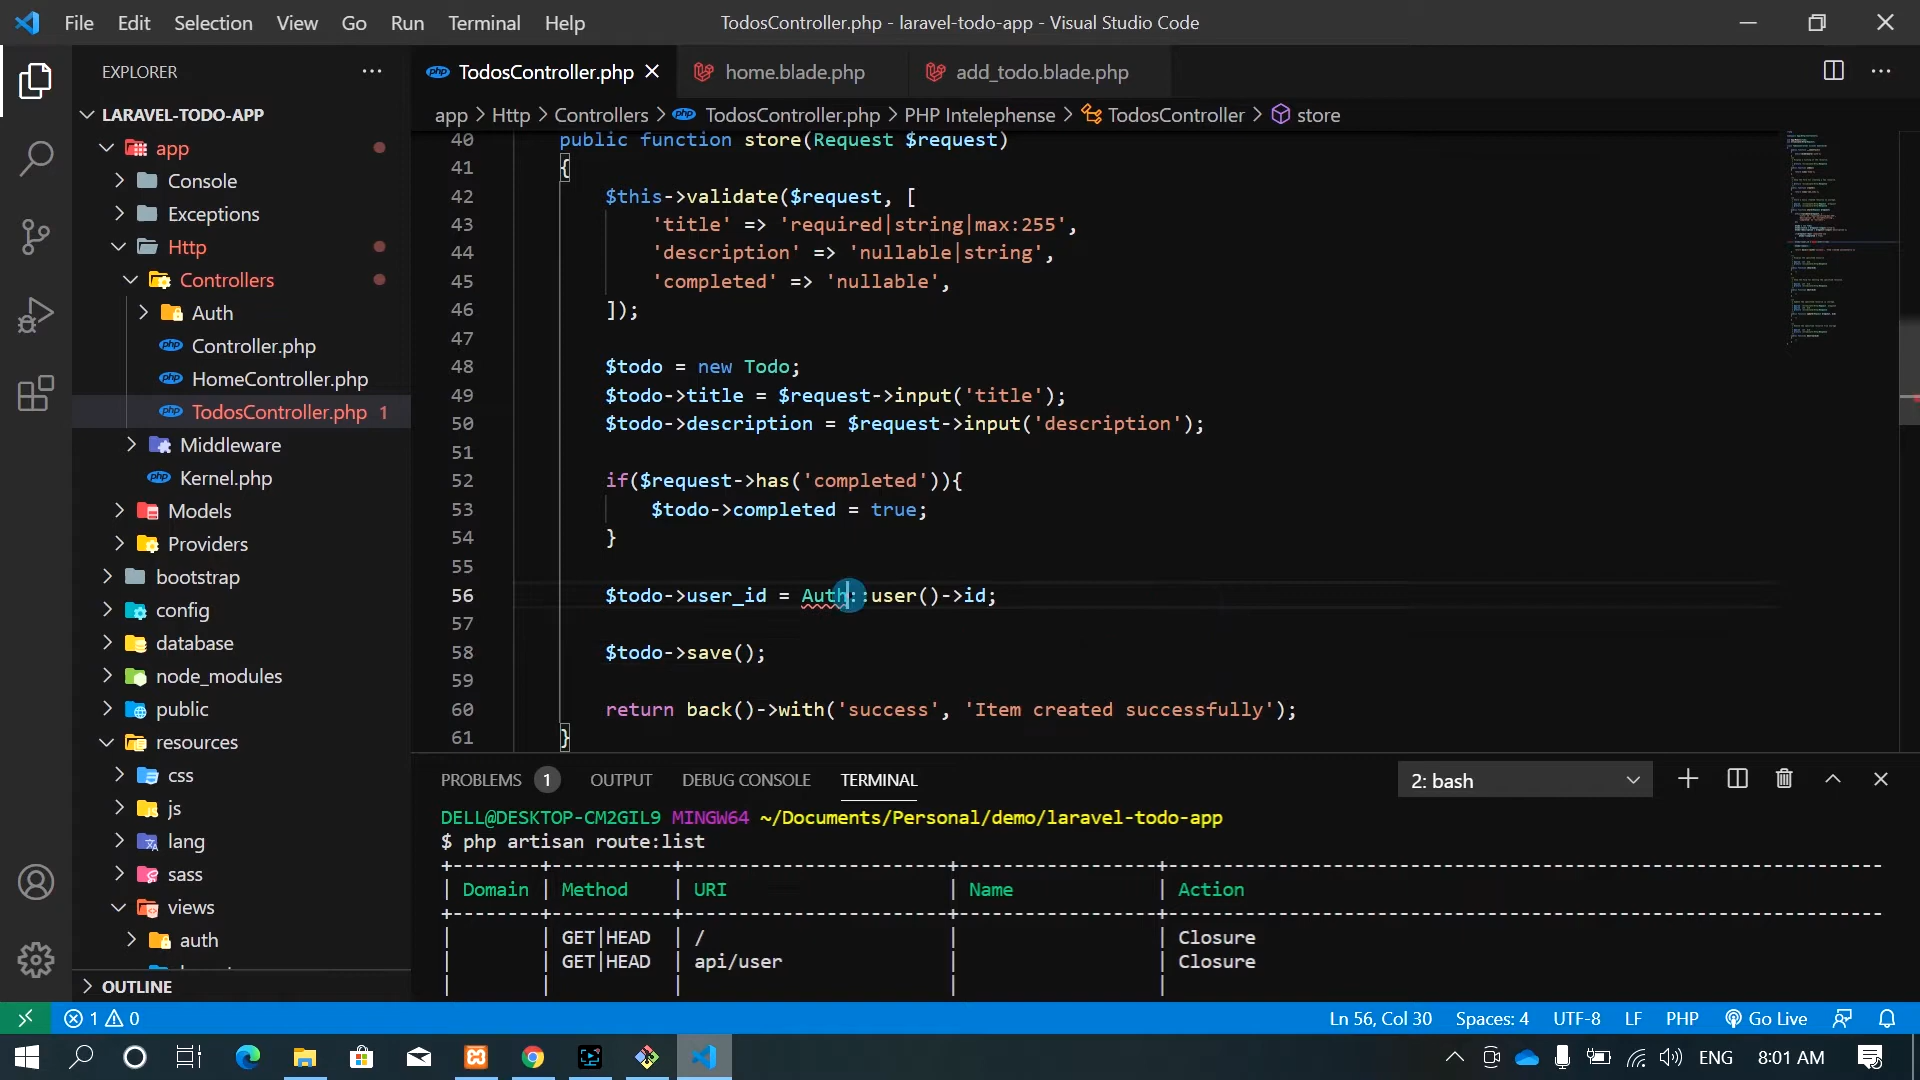 File Edit Selection View Go Run Terminal Help
TodosController.php - laravel-todo-app - Visual Studio Code
EXPLORER
TodosController.php
home.blade.php
add_todo.blade.php
LARAVEL-TODO-APP
app
Console
Exceptions
Http
Controllers
Auth
Controller.php
HomeController.php
TodosController.php 1
Middleware
Kernel.php
Models
Providers
bootstrap
config
database
node_modules
public
resources
css
js
lang
sass
views
auth
OUTLINE
app > Http > Controllers > TodosController.php > PHP Intelephense > TodosController > store
40 public function store(Request $request)
41 {
42 $this->validate($request, [
43 'title' => 'required|string|max:255',
44 'description' => 'nullable|string',
45 'completed' => 'nullable',
46 ]);
47
48 $todo = new Todo;
49 $todo->title = $request->input('title');
50 $todo->description = $request->input('description');
51
52 if($request->has('completed')){
53 $todo->completed = true;
54 }
55
56 $todo->user_id = Auth::user()->id;
57
58 $todo->save();
59
60 return back()->with('success', 'Item created successfully');
61 }
PROBLEMS 1 OUTPUT DEBUG CONSOLE TERMINAL
2: bash
DELL@DESKTOP-CM2GIL9 MINGW64 ~/Documents/Personal/demo/laravel-todo-app
$ php artisan route:list
| Domain | Method | URI | Name | Action
| | GET|HEAD | / | | Closure
| | GET|HEAD | api/user | | Closure
1 0
Ln 56, Col 30 Spaces: 4 UTF-8 LF PHP Go Live
ENG 8:01 AM